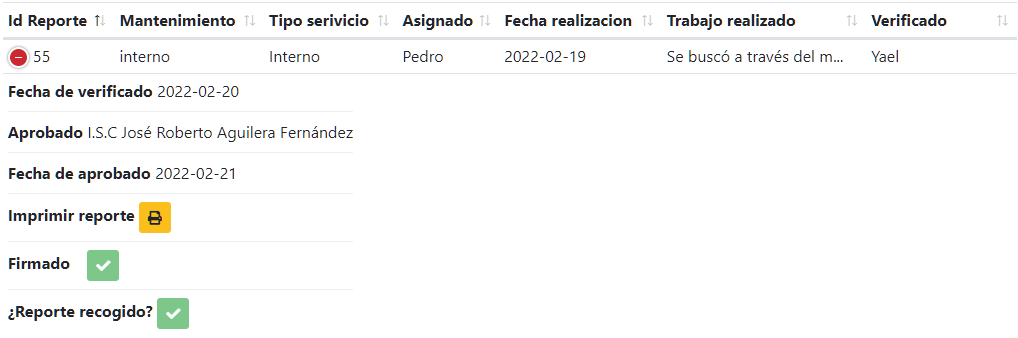 Id Reporte Mantenimiento Tipo serivicio Asignado Fecha realizacion Trabajo realizado Verificado
55 interno Interno Pedro 2022-02-19 Se buscó a través del m... Yael
Fecha de verificado 2022-02-20
Aprobado I.S.C José Roberto Aguilera Fernández
Fecha de aprobado 2022-02-21
Imprimir reporte
Firmado
¿Reporte recogido?